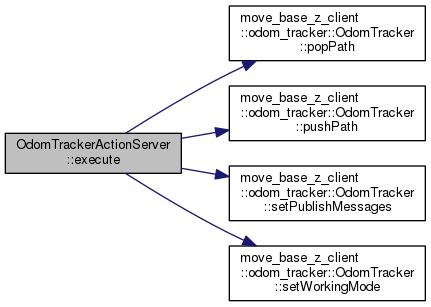 move_base_z_client
::odom_tracker::OdomTracker
::popPath
move_base_z_client
::odom_tracker::OdomTracker
::pushPath
OdomTrackerActionServer
::execute
move_base_z_client
::odom_tracker::OdomTracker
::setPublishMessages
move_base_z_client
::odom_tracker::OdomTracker
::setWorkingMode